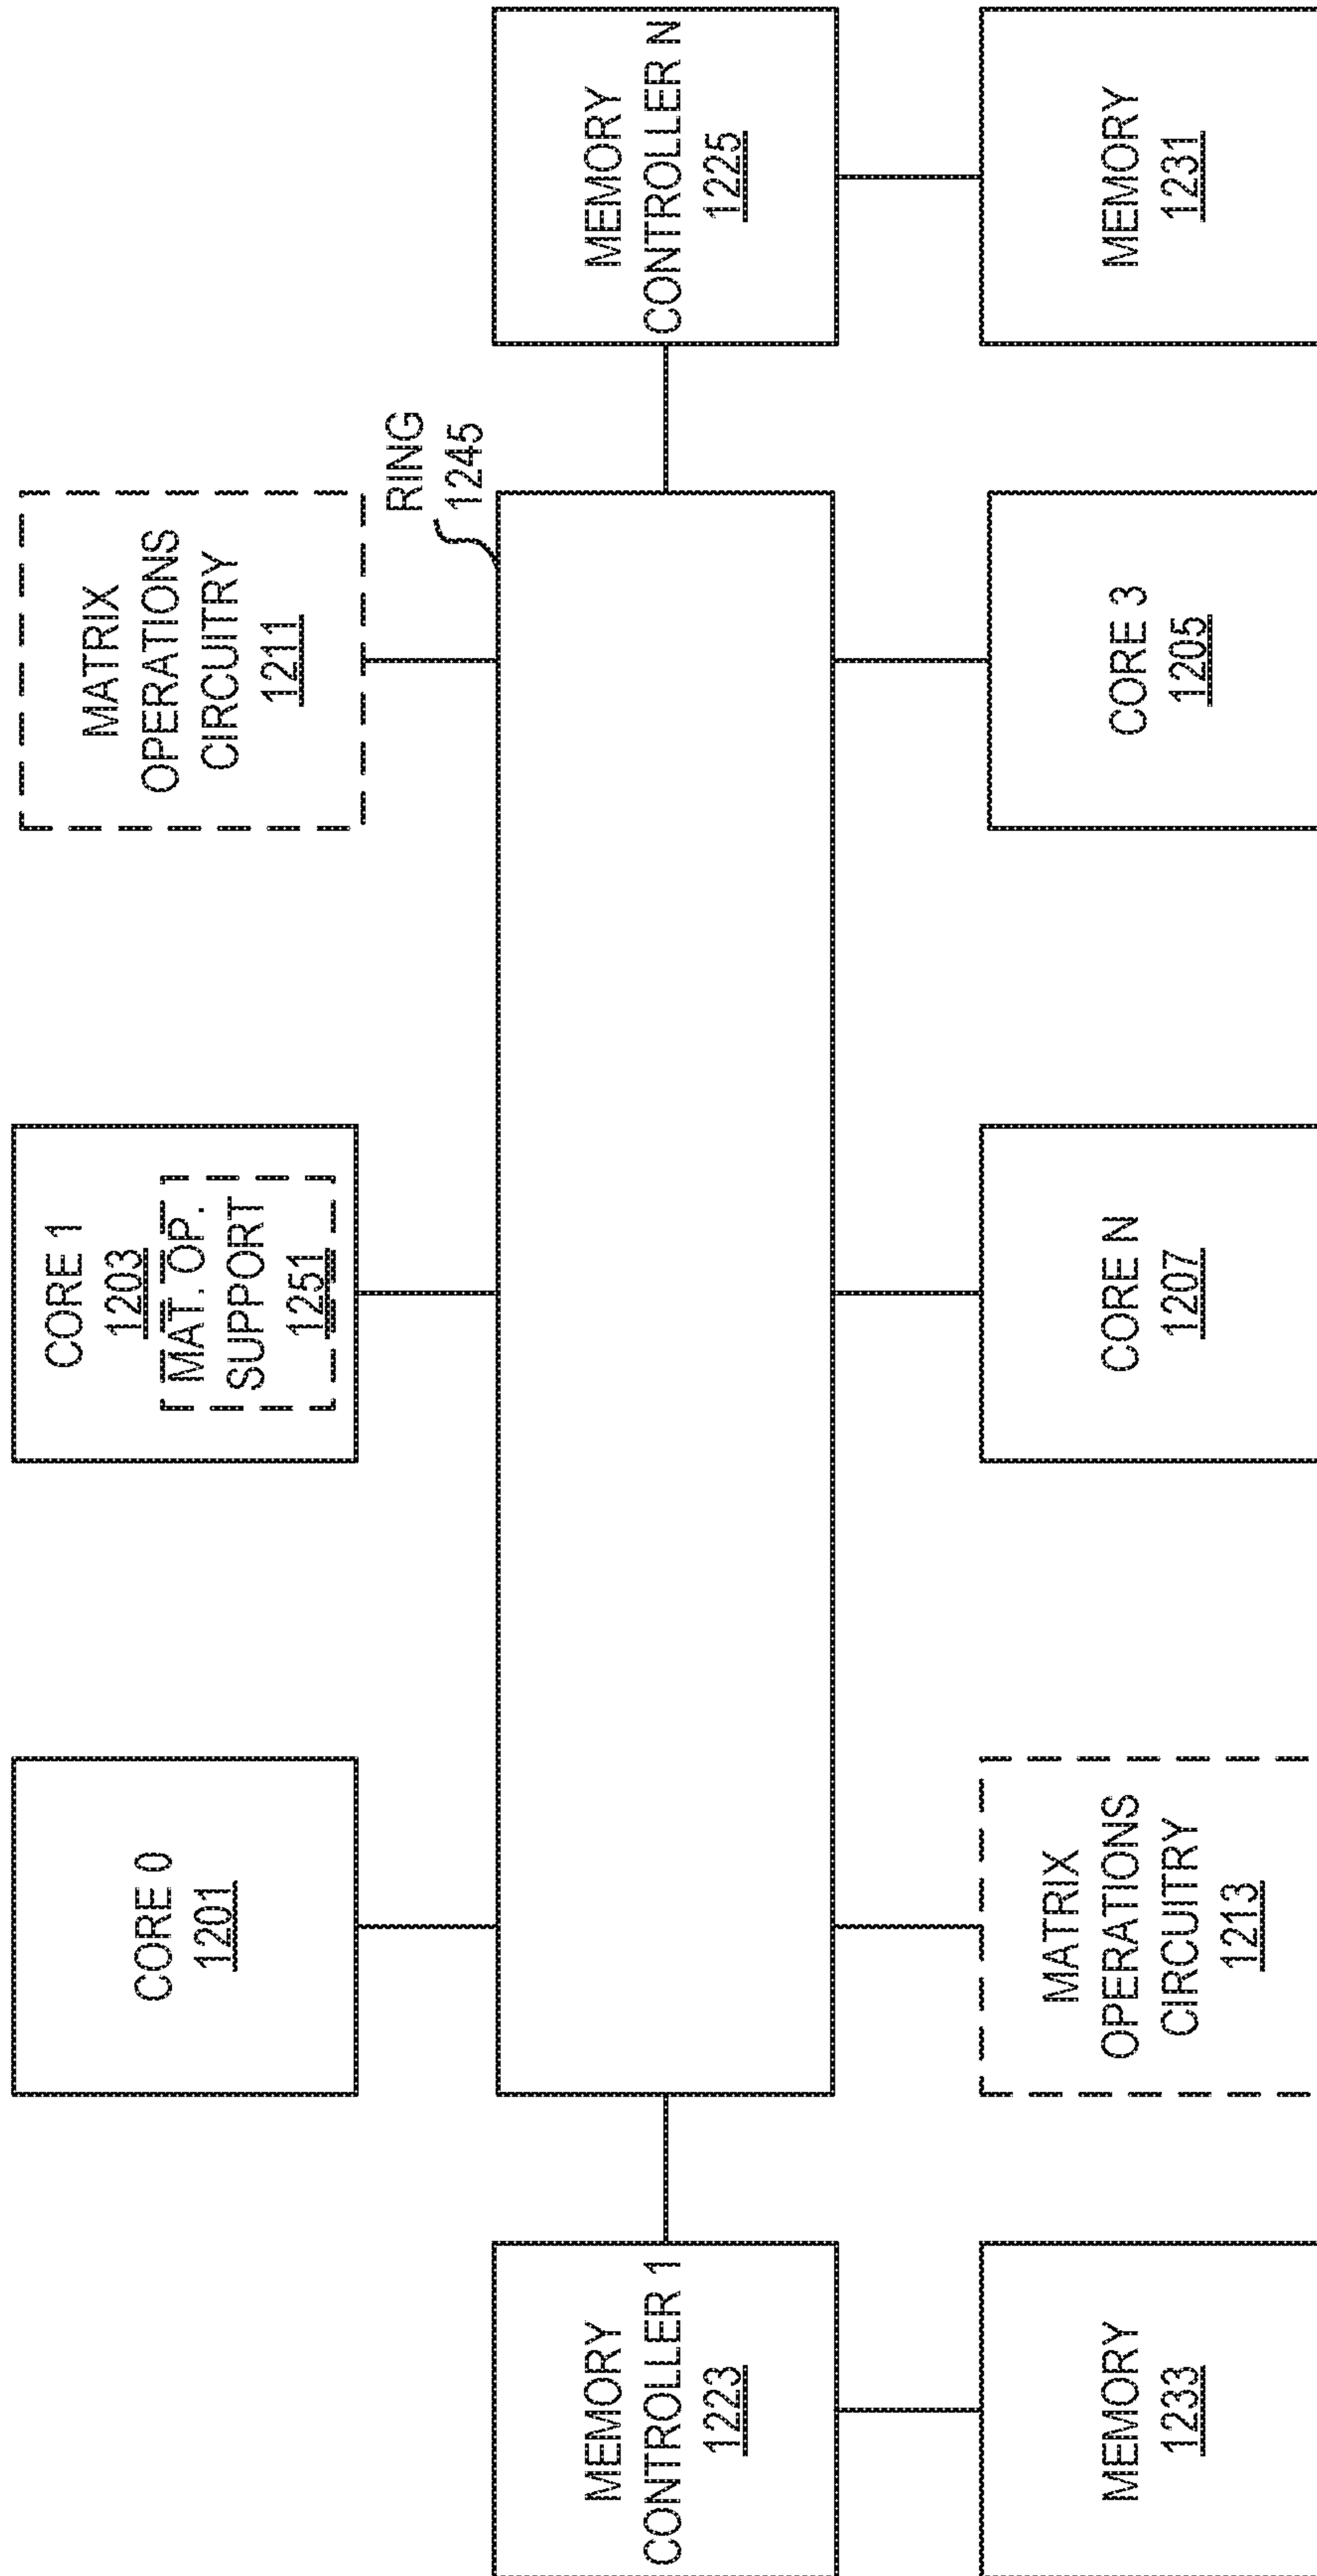 CORE 0
1201
CORE 1
1203
MAT. OP.
SUPPORT
1251
MATRIX
OPERATIONS
CIRCUITRY
1211
RING
1245
MEMORY
CONTROLLER 1
1223
MEMORY
CONTROLLER N
1225
MEMORY
1233
MATRIX
OPERATIONS
CIRCUITRY
1213
CORE N
1207
CORE 3
1205
MEMORY
1231